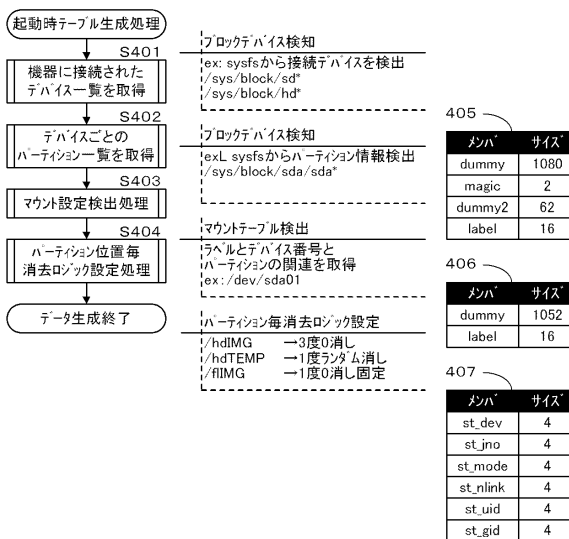 起動時テーブル生成処理
S401
機器に接続された
デバイス一覧を取得
S402
デバイスごとの
パーティション一覧を取得
S403
マウント設定検出処理
S404
パーティション位置毎
消去ロジック設定処理
データ生成終了
ブロックデバイス検知
ex: sysfsから接続デバイスを検出
/sys/block/sd*
/sys/block/hd*
ブロックデバイス検知
exL sysfsからパーティション情報検出
/sys/block/sda/sda*
マウントテーブル検出
ラベルとデバイス番号と
パーティションの関連を取得
ex:/dev/sda01
パーティション毎消去ロジック設定
/hdIMG →3度0消し
/hdTEMP →1度ランダム消し
/flIMG →1度0消し固定
405
メンバ サイズ
dummy 1080
magic 2
dummy2 62
label 16
406
メンバ サイズ
dummy 1052
label 16
407
メンバ サイズ
st_dev 4
st_jno 4
st_mode 4
st_nlink 4
st_uid 4
st_gid 4